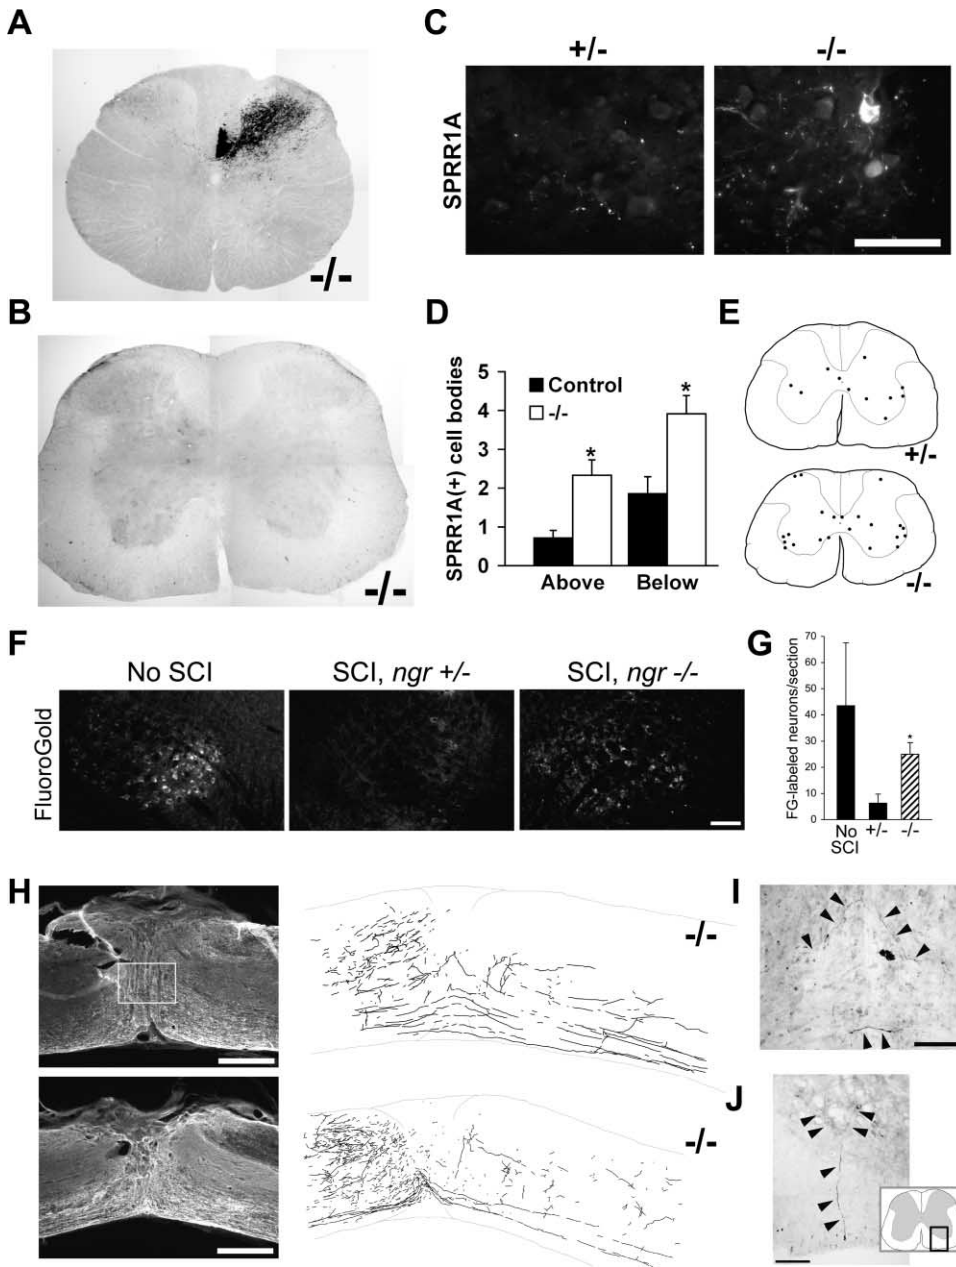 A
-/-
B
-/-
C
+/-
-/-
SPRR1A
D
SPRR1A(+) cell bodies
5
4
3
2
1
0
Control
-/-
*
*
Above
Below
E
+/-
-/-
F
No SCI
SCI, ngr +/-
SCI, ngr -/-
FluoroGold
G
FG-labeled neurons/section
70
60
50
40
30
20
10
0
*
No
SCI
+/-
-/-
H
-/-
-/-
I
J